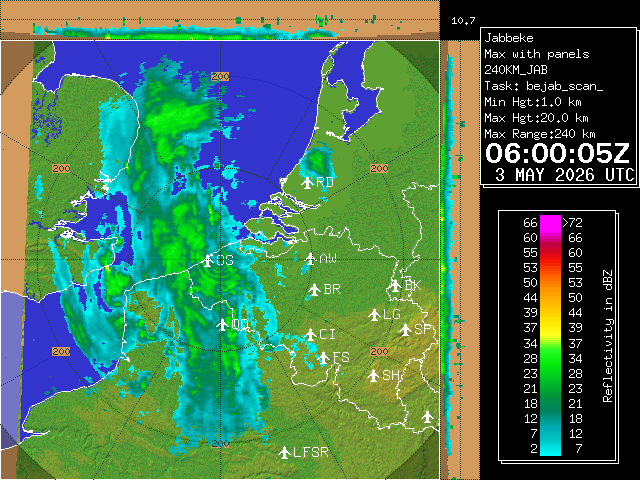 10.7
Jabbeke
Max with panels
240KM_JAB
Task: bejab_scan_
Min Hgt:1.0 km
Max Hgt:20.0 km
Max Range:240 km
06:00:05Z
3 MAY 2026 UTC
200
200
200
RD
OS
AW
BR
BK
LG
SP
CI
FS
SH
200
200
200
LFSR
66 >72
60 66
55 60
53 55
50 53
44 50
39 44
37 39
34 37
28 34
24 28
21 24
18 21
12 18
7 12
2 7
Reflectivity in dBZ